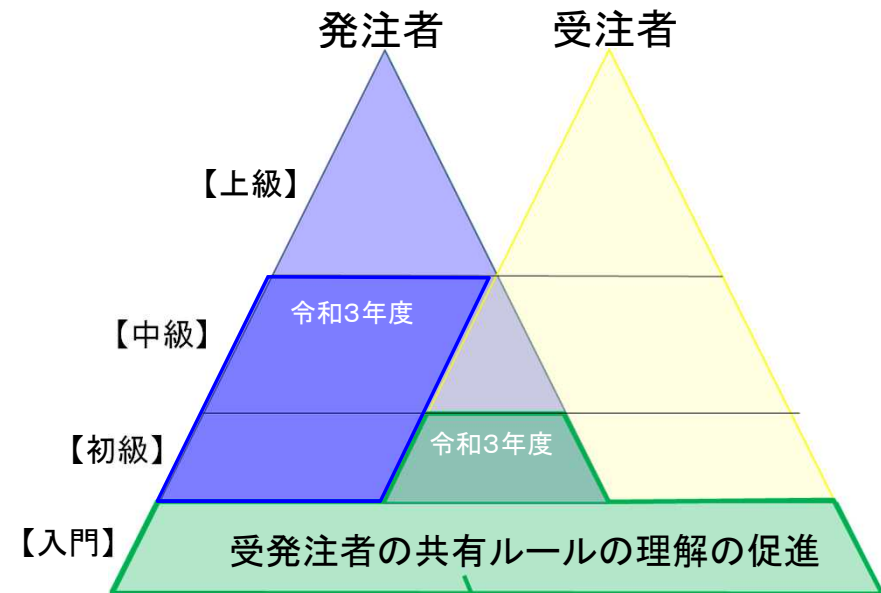 発注者
受注者
【上級】
【中級】
令和3年度
【初級】
令和3年度
【入門】
受発注者の共有ルールの理解の促進